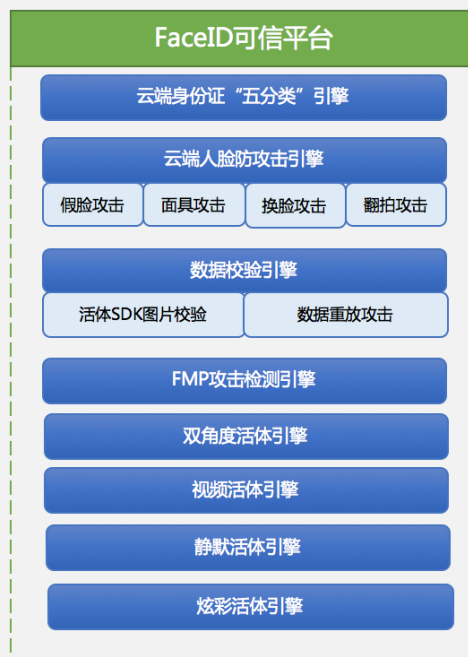 FaceID可信平台
云端身份证“五分类”引擎
云端人脸防攻击引擎
假脸攻击 面具攻击 换脸攻击 翻拍攻击
数据校验引擎
活体SDK图片校验 数据重放攻击
FMP攻击检测引擎
双角度活体引擎
视频活体引擎
静默活体引擎
炫彩活体引擎